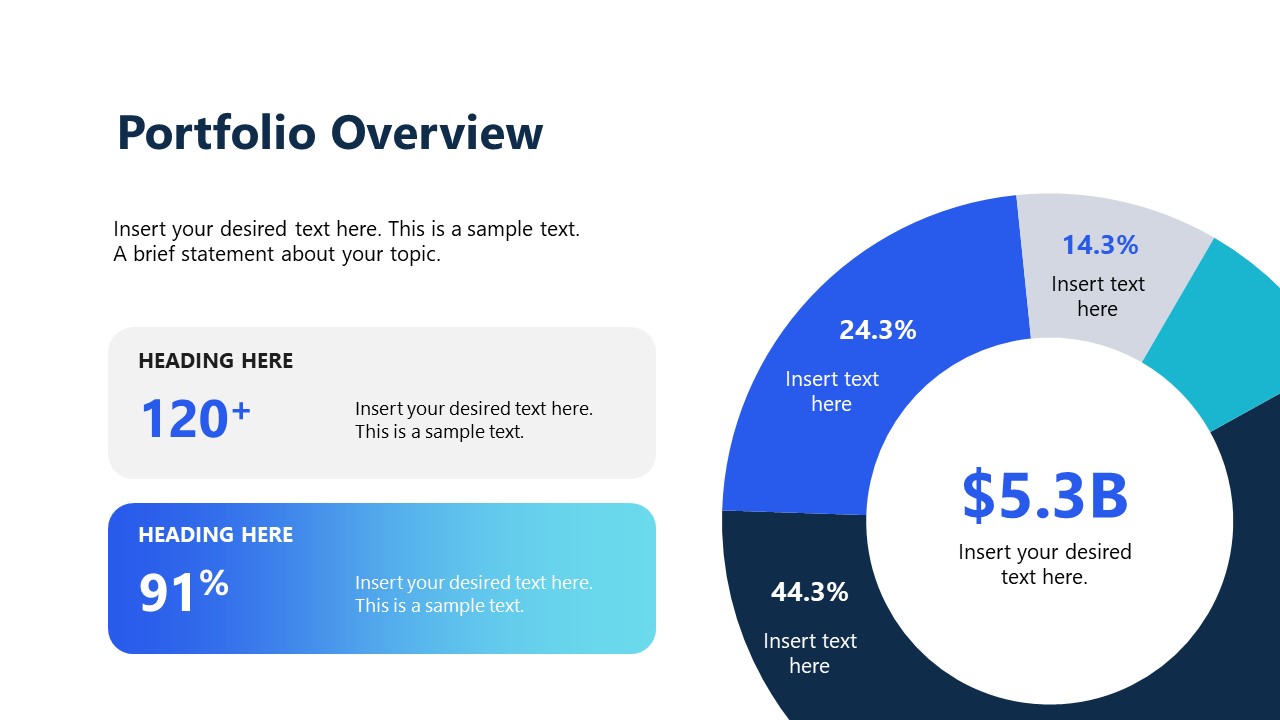 Portfolio Overview
Insert your desired text here. This is a sample text.
A brief statement about your topic.
HEADING HERE
120+
Insert your desired text here.
This is a sample text.
HEADING HERE
91%
Insert your desired text here.
This is a sample text.
14.3%
Insert text
here
24.3%
Insert text
here
$5.3B
Insert your desired
text here.
44.3%
Insert text
here